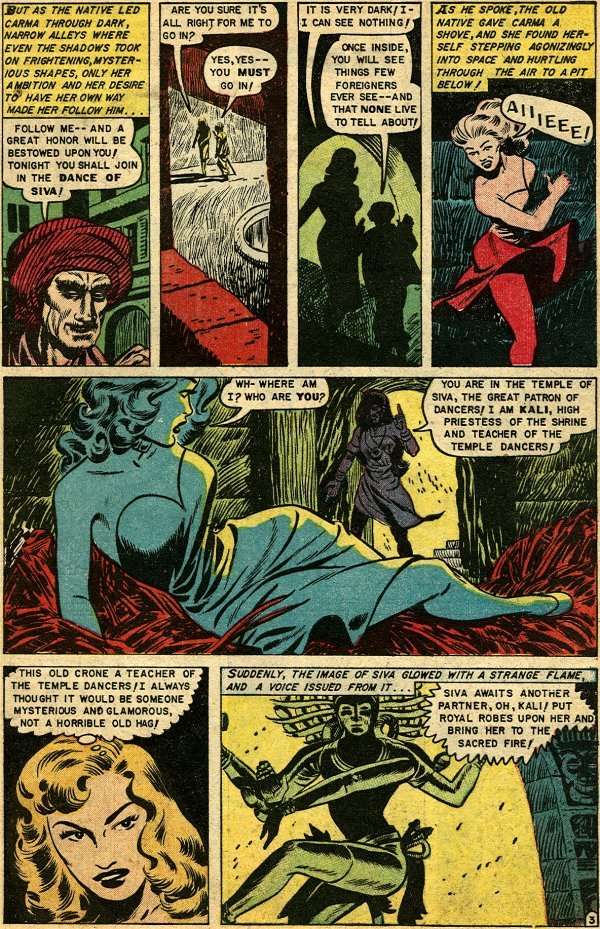 BUT AS THE NATIVE LED
CARMA THROUGH DARK,
NARROW ALLEYS WHERE
EVEN THE SHADOWS TOOK
ON FRIGHTENING, MYSTER-
IOUS SHAPES, ONLY HER
AMBITION AND HER DESIRE
TO HAVE HER OWN WAY
MADE HER FOLLOW HIM...
FOLLOW ME-- AND A
GREAT HONOR WILL BE
BESTOWED UPON YOU!
TONIGHT YOU SHALL JOIN
IN THE DANCE OF
SIVA!
ARE YOU SURE IT'S
ALL RIGHT FOR ME TO
GO IN?
YES, YES--
YOU MUST
GO IN!
IT IS VERY DARK! I-
I CAN SEE NOTHING!
ONCE INSIDE,
YOU WILL SEE
THINGS FEW
FOREIGNERS
EVER SEE--AND
THAT NONE LIVE
TO TELL ABOUT!
AS HE SPOKE, THE OLD
NATIVE GAVE CARMA A
SHOVE, AND SHE FOUND HER-
SELF STEPPING AGONIZINGLY
INTO SPACE AND HURTLING
THROUGH THE AIR TO A PIT
BELOW!
AIIIEEE!
WH- WHERE AM
I? WHO ARE YOU?
YOU ARE IN THE TEMPLE OF
SIVA, THE GREAT PATRON OF
DANCERS! I AM KALI, HIGH
PRIESTESS OF THE SHRINE
AND TEACHER OF THE
TEMPLE DANCERS!
THIS OLD CRONE A TEACHER OF
THE TEMPLE DANCERS! I ALWAYS
THOUGHT IT WOULD BE SOMEONE
MYSTERIOUS AND GLAMOROUS,
NOT A HORRIBLE OLD HAG!
SUDDENLY, THE IMAGE OF SIVA GLOWED WITH A STRANGE FLAME,
AND A VOICE ISSUED FROM IT...
SIVA AWAITS ANOTHER
PARTNER, OH, KALI! PUT
ROYAL ROBES UPON HER AND
BRING HER TO THE
SACRED FIRE!
3